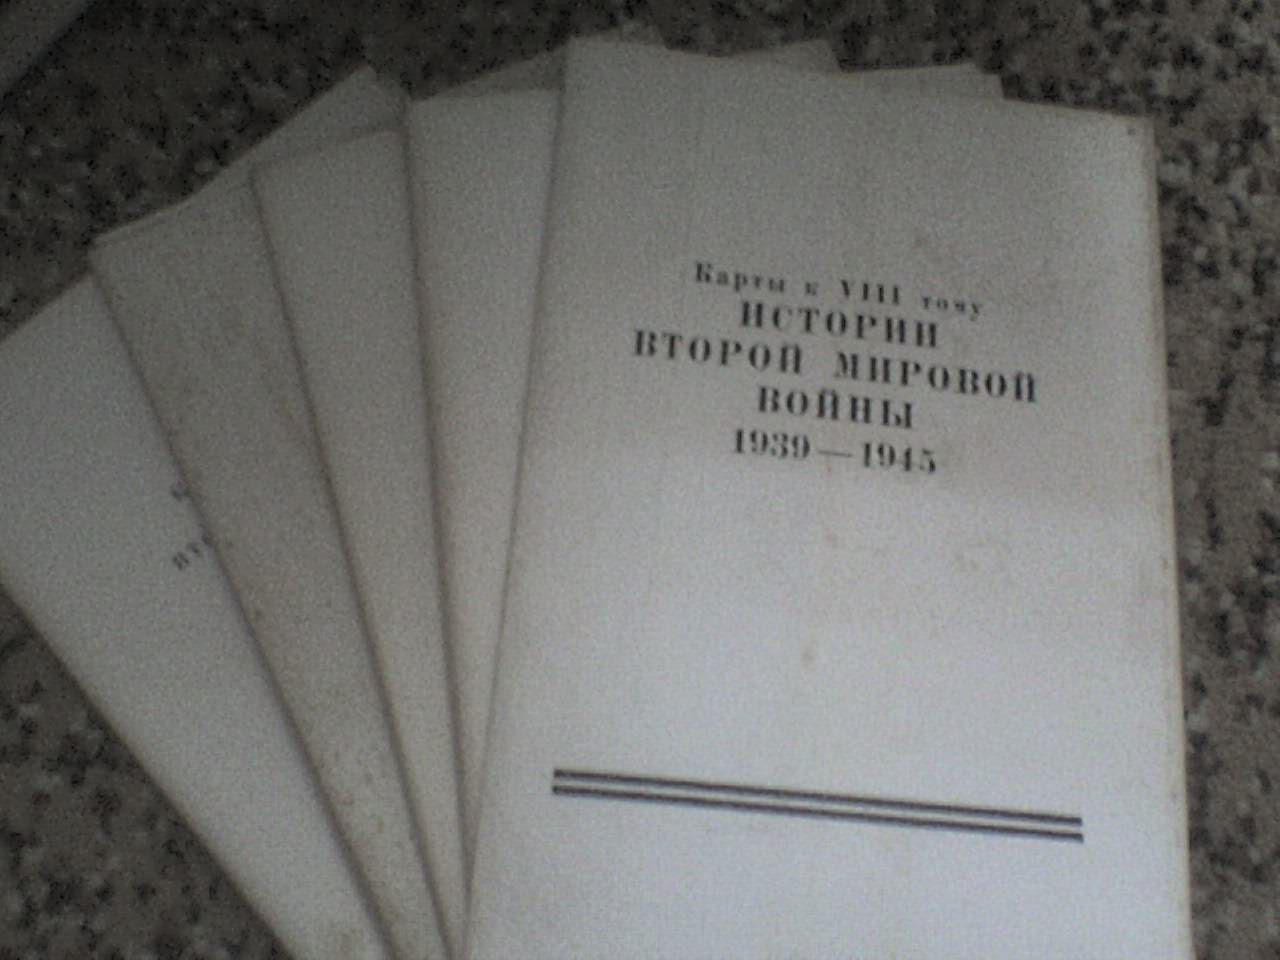 Карты к VIII тому
ИСТОРИИ
ВТОРОЙ МИРОВОЙ
ВОЙНЫ
1939—1945